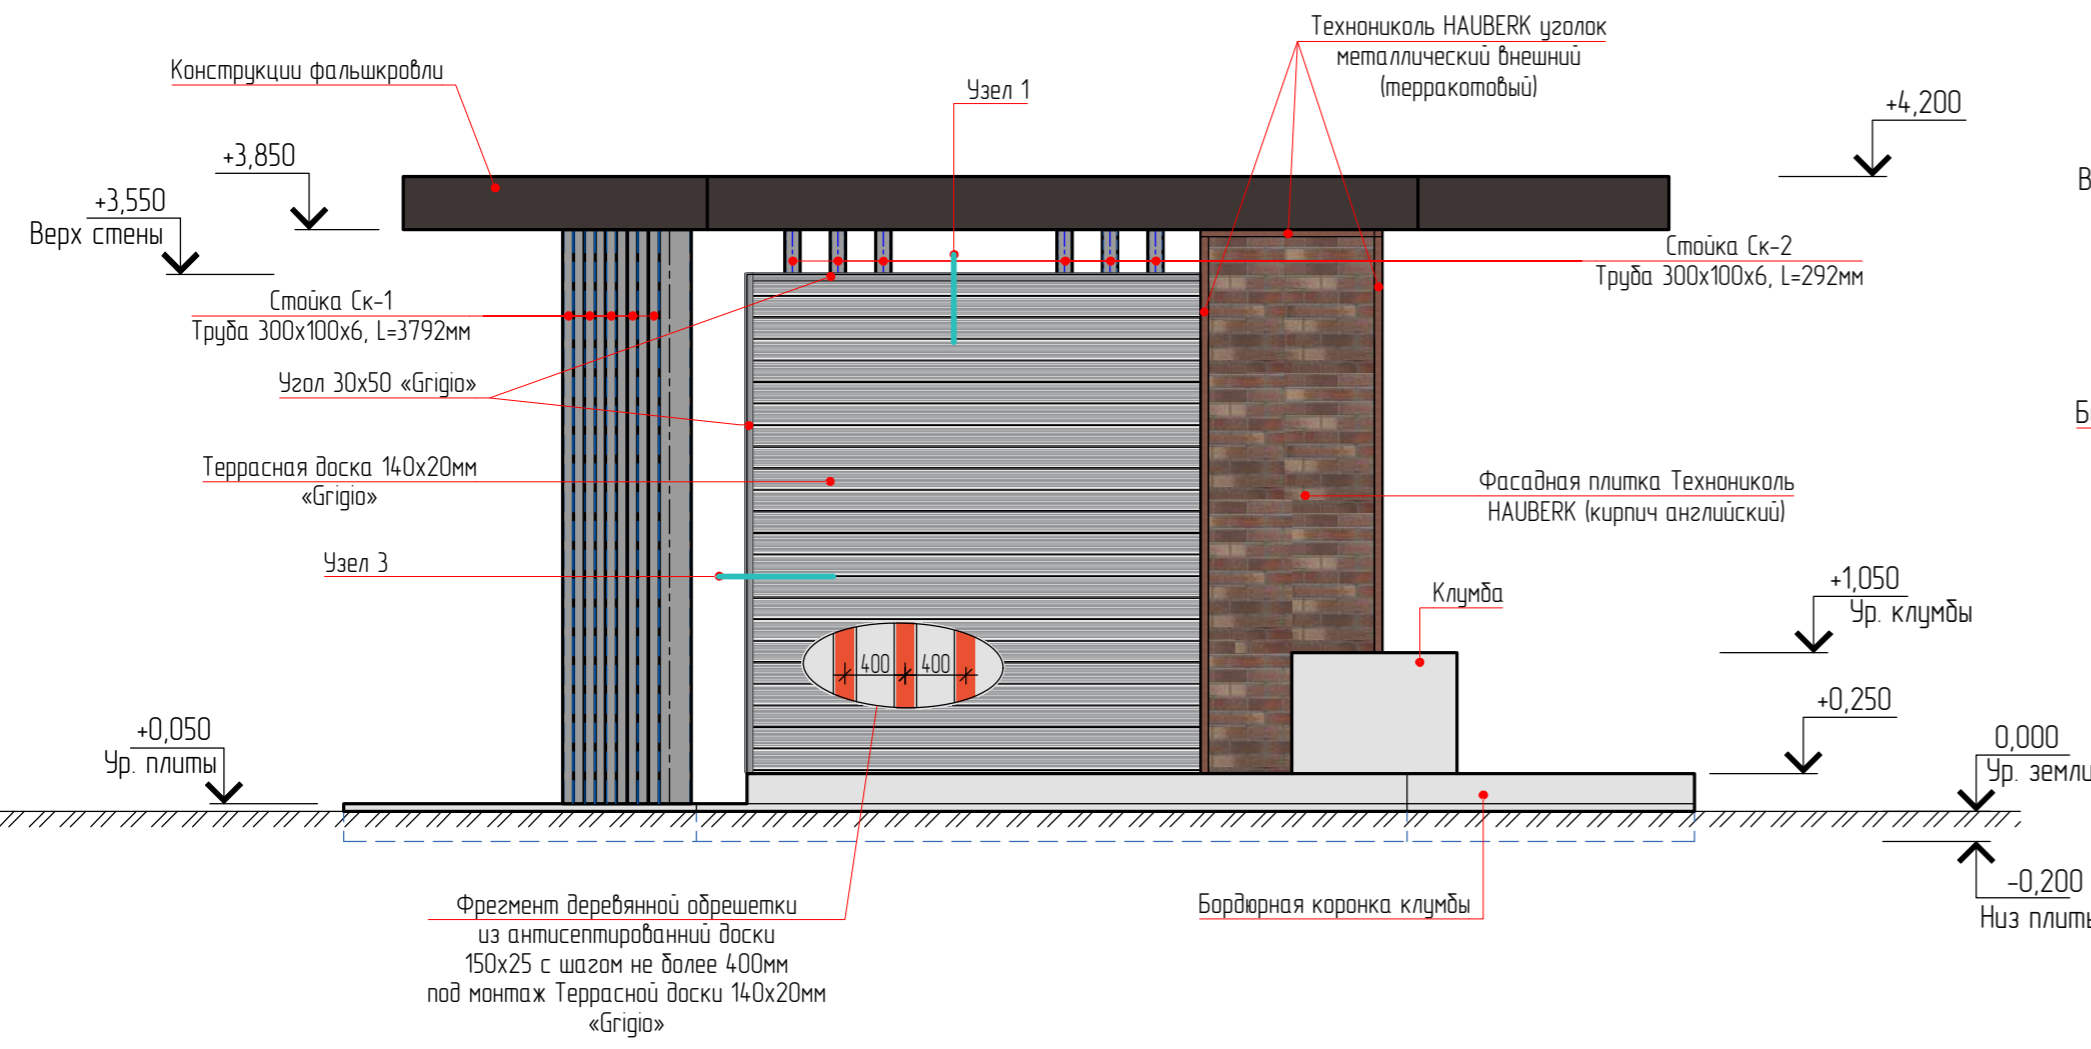 Технониколь HAUBERK уголок
металлический внешний
(терракотовый)
Конструкции фальшкровли
Узел 1
+4,200
+3,850
+3,550
Верх стены
Стойка Ск-2
Труба 300х100х6, L=292мм
Стойка Ск-1
Труба 300х100х6, L=3792мм
Угол 30х50 «Grigio»
Террасная доска 140х20мм
«Grigio»
Фасадная плитка Технониколь
HAUBERK (кирпич английский)
Узел 3
Клумба
+1,050
Ур. клумбы
400 400
+0,250
+0,050
Ур. плиты
0,000
Ур. земли
-0,200
Низ плиты
Фрегмент деревянной обрешетки
из антисептированний доски
150х25 с шагом не более 400мм
под монтаж Террасной доски 140х20мм
«Grigio»
Бордюрная коронка клумбы